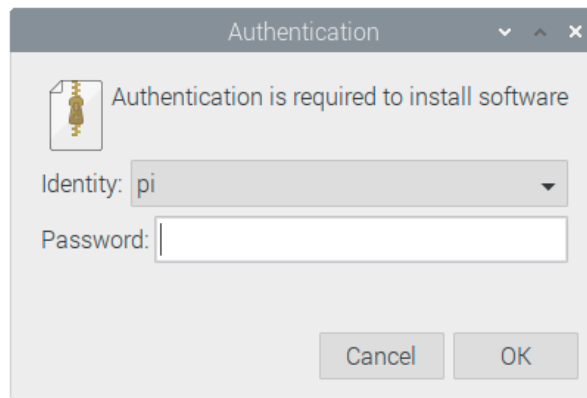 Authentication
Authentication is required to install software
Identity: pi
Password:
Cancel OK